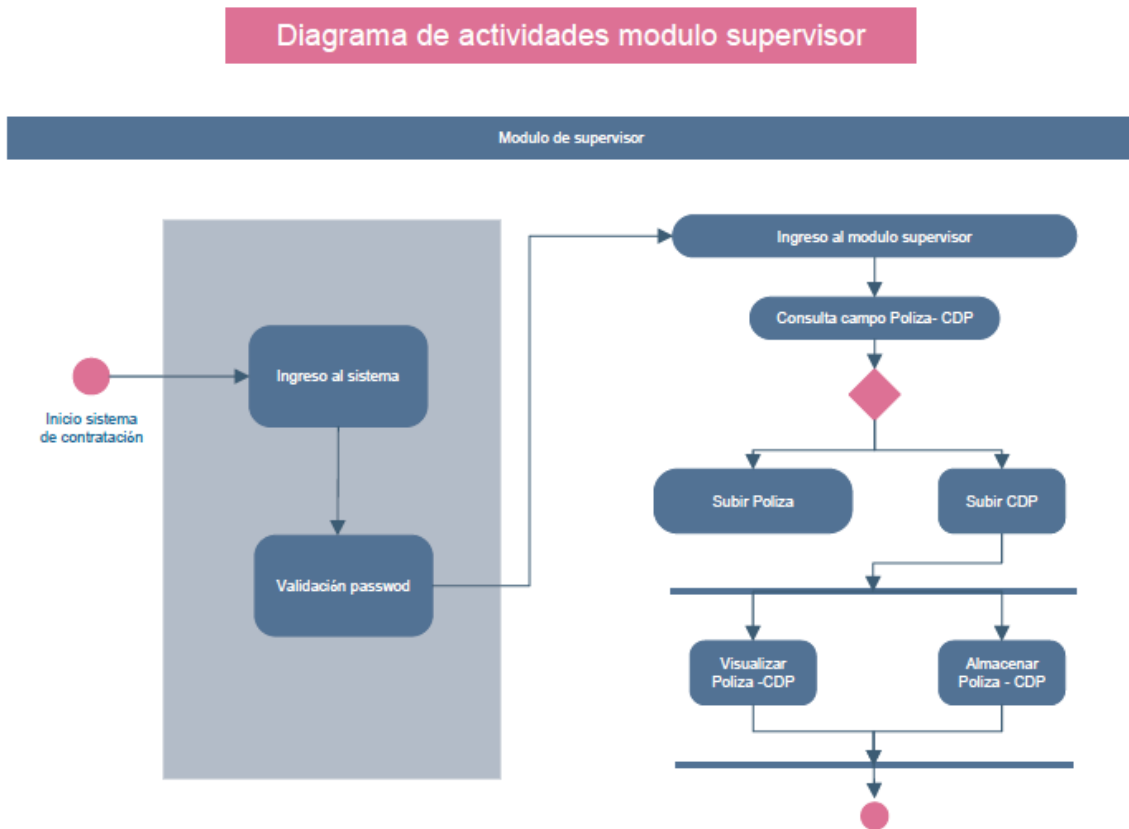 Diagrama de actividades modulo supervisor
Modulo de supervisor
Inicio sistema
de contratación
Ingreso al sistema
Validación passwod
Ingreso al modulo supervisor
Consulta campo Poliza- CDP
Subir Poliza
Subir CDP
Visualizar
Poliza -CDP
Almacenar
Poliza - CDP